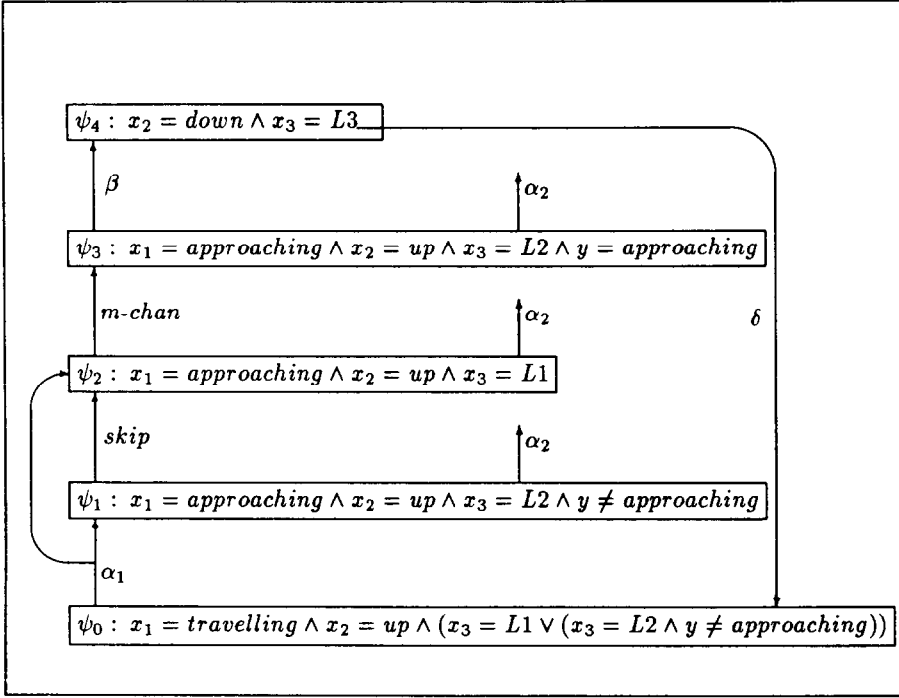 ψ₄ : x₂ = down ∧ x₃ = L3
β
α₂
ψ₃ : x₁ = approaching ∧ x₂ = up ∧ x₃ = L2 ∧ y = approaching
m-chan
α₂
δ
ψ₂ : x₁ = approaching ∧ x₂ = up ∧ x₃ = L1
skip
α₂
ψ₁ : x₁ = approaching ∧ x₂ = up ∧ x₃ = L2 ∧ y ≠ approaching
α₁
ψ₀ : x₁ = travelling ∧ x₂ = up ∧ (x₃ = L1 ∨ (x₃ = L2 ∧ y ≠ approaching))